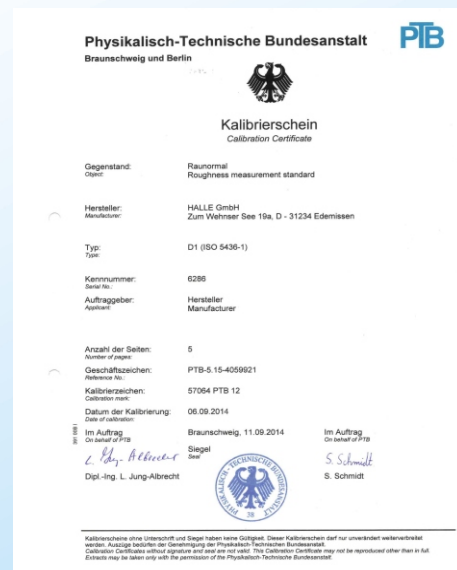 Physikalisch-Technische Bundesanstalt
PTB
Braunschweig und Berlin
Kalibrierschein
Calibration Certificate
Gegenstand: Raunormal
Object: Roughness measurement standard
Hersteller: HALLE GmbH
Manufacturer: Zum Wehnser See 19a, D - 31234 Edemissen
Typ: D1 (ISO 5436-1)
Type:
Kennnummer: 6286
Serial No.:
Auftraggeber: Hersteller
Applicant: Manufacturer
Anzahl der Seiten: 5
Number of pages:
Geschäftszeichen: PTB-5.15-4059921
Reference No.:
Kalibrierzeichen: 57064 PTB 12
Calibration mark:
Datum der Kalibrierung: 06.09.2014
Date of calibration:
Im Auftrag Braunschweig, 11.09.2014 Im Auftrag
On behalf of PTB On behalf of PTB
Siegel
Seal
S. Schmidt
Dipl.-Ing. L. Jung-Albrecht S. Schmidt
PHYSIKALISCH-TECHNISCHE BUNDESANSTALT
Kalibrierscheine ohne Unterschrift und Siegel haben keine Gültigkeit. Dieser Kalibrierschein darf nur unverändert weiterverbreitet
werden. Auszüge bedürfen der Genehmigung der Physikalisch-Technischen Bundesanstalt.
Calibration Certificates without signature and seal are not valid. This Calibration Certificate may not be reproduced other than in full.
Extracts may be taken only with the permission of the Physikalisch-Technische Bundesanstalt.